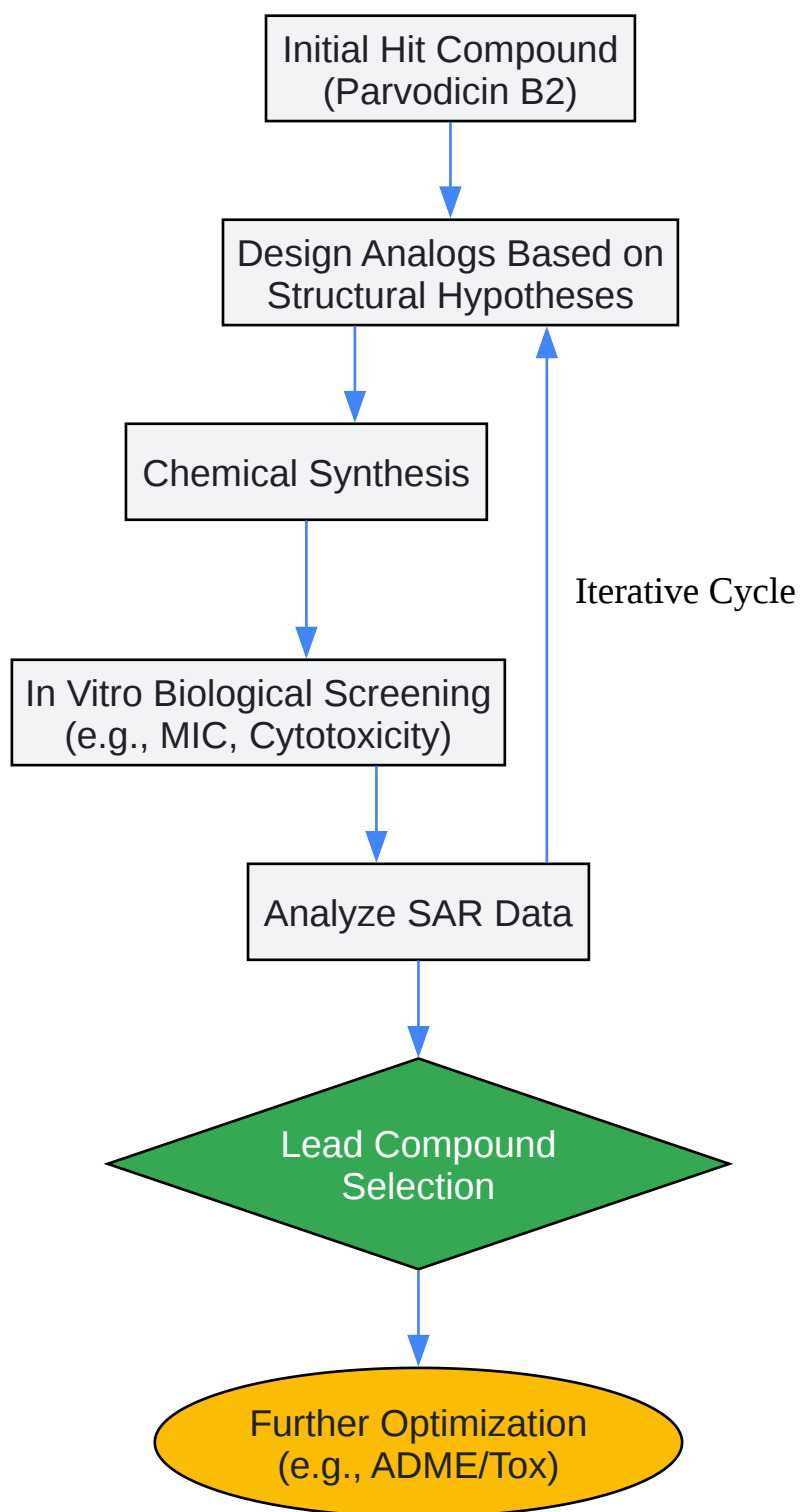 Initial Hit Compound
(Parvodicin B2)
Design Analogs Based on
Structural Hypotheses
Chemical Synthesis
Iterative Cycle
In Vitro Biological Screening
(e.g., MIC, Cytotoxicity)
Analyze SAR Data
Lead Compound
Selection
Further Optimization
(e.g., ADME/Tox)